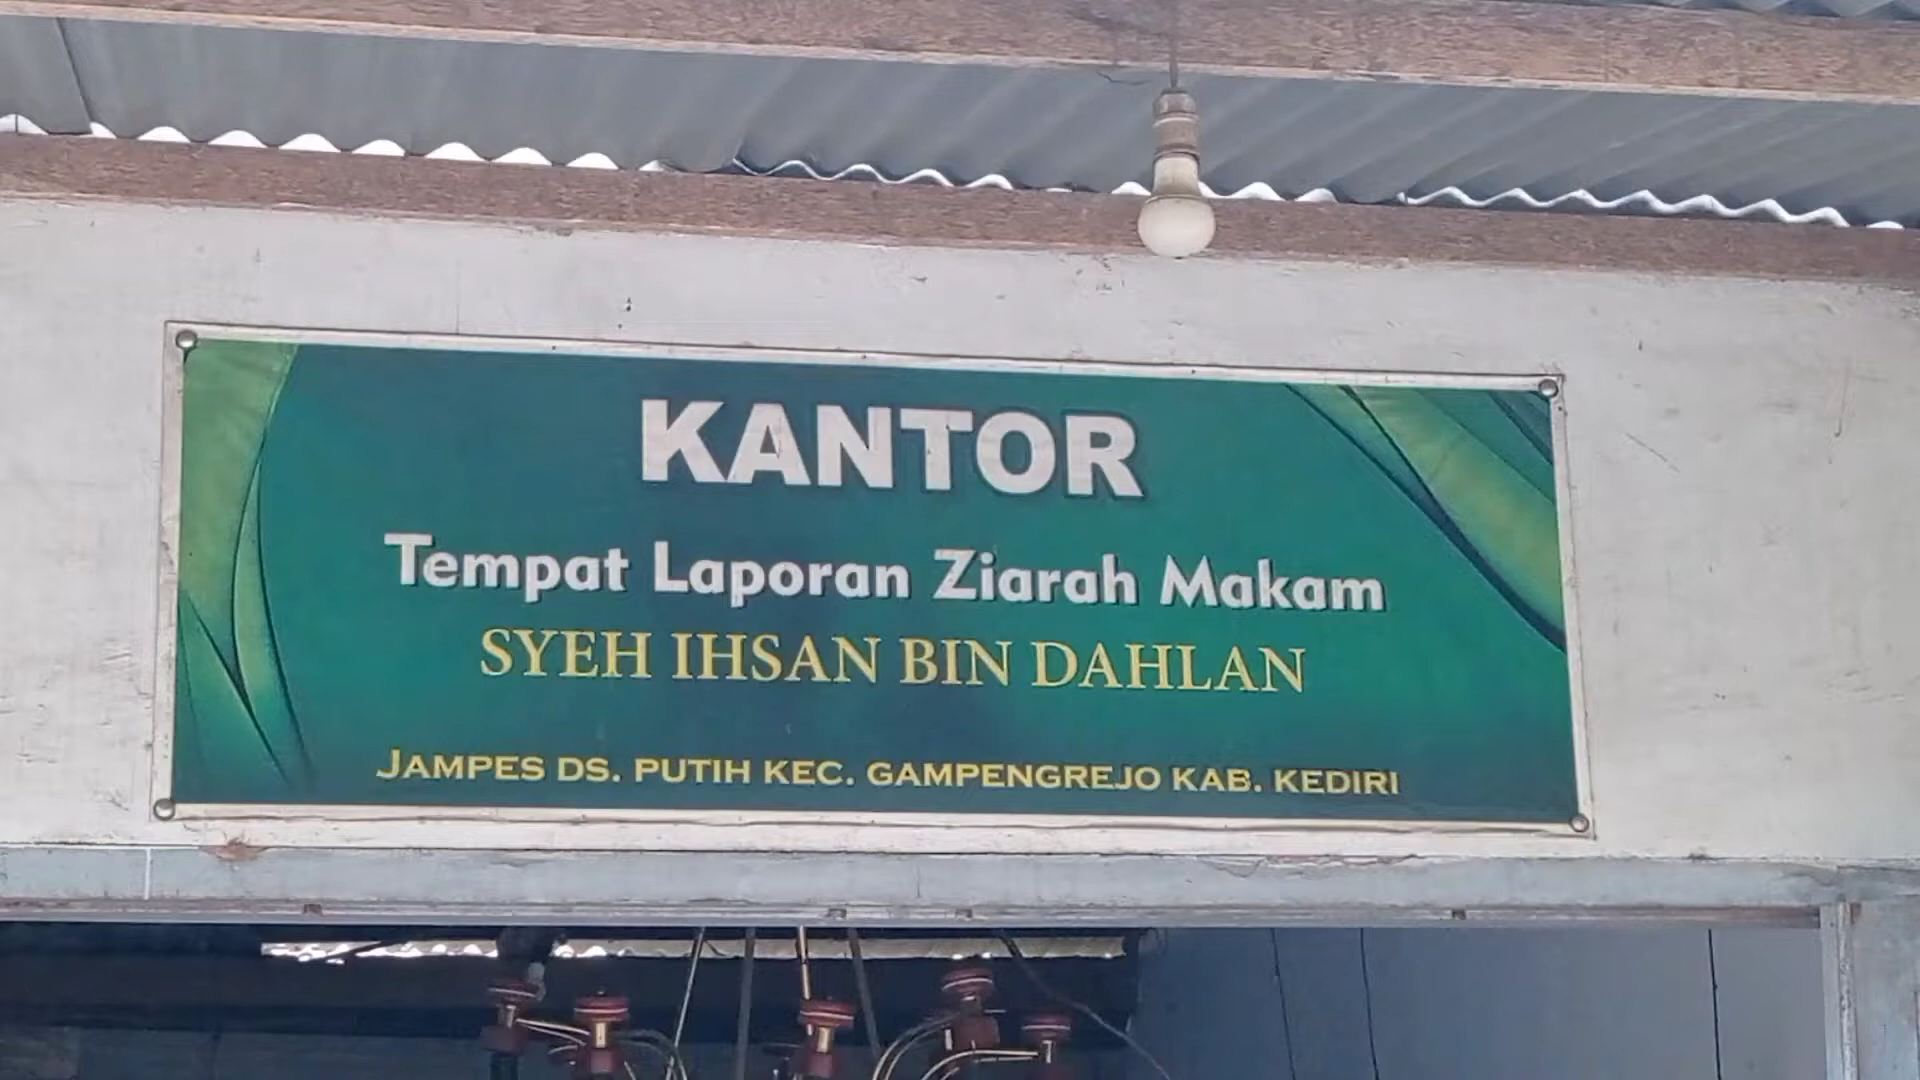 KANTOR
Tempat Laporan Ziarah Makam
SYEH IHSAN BIN DAHLAN
JAMPES DS. PUTIH KEC. GAMPENGREJO KAB. KEDIRI